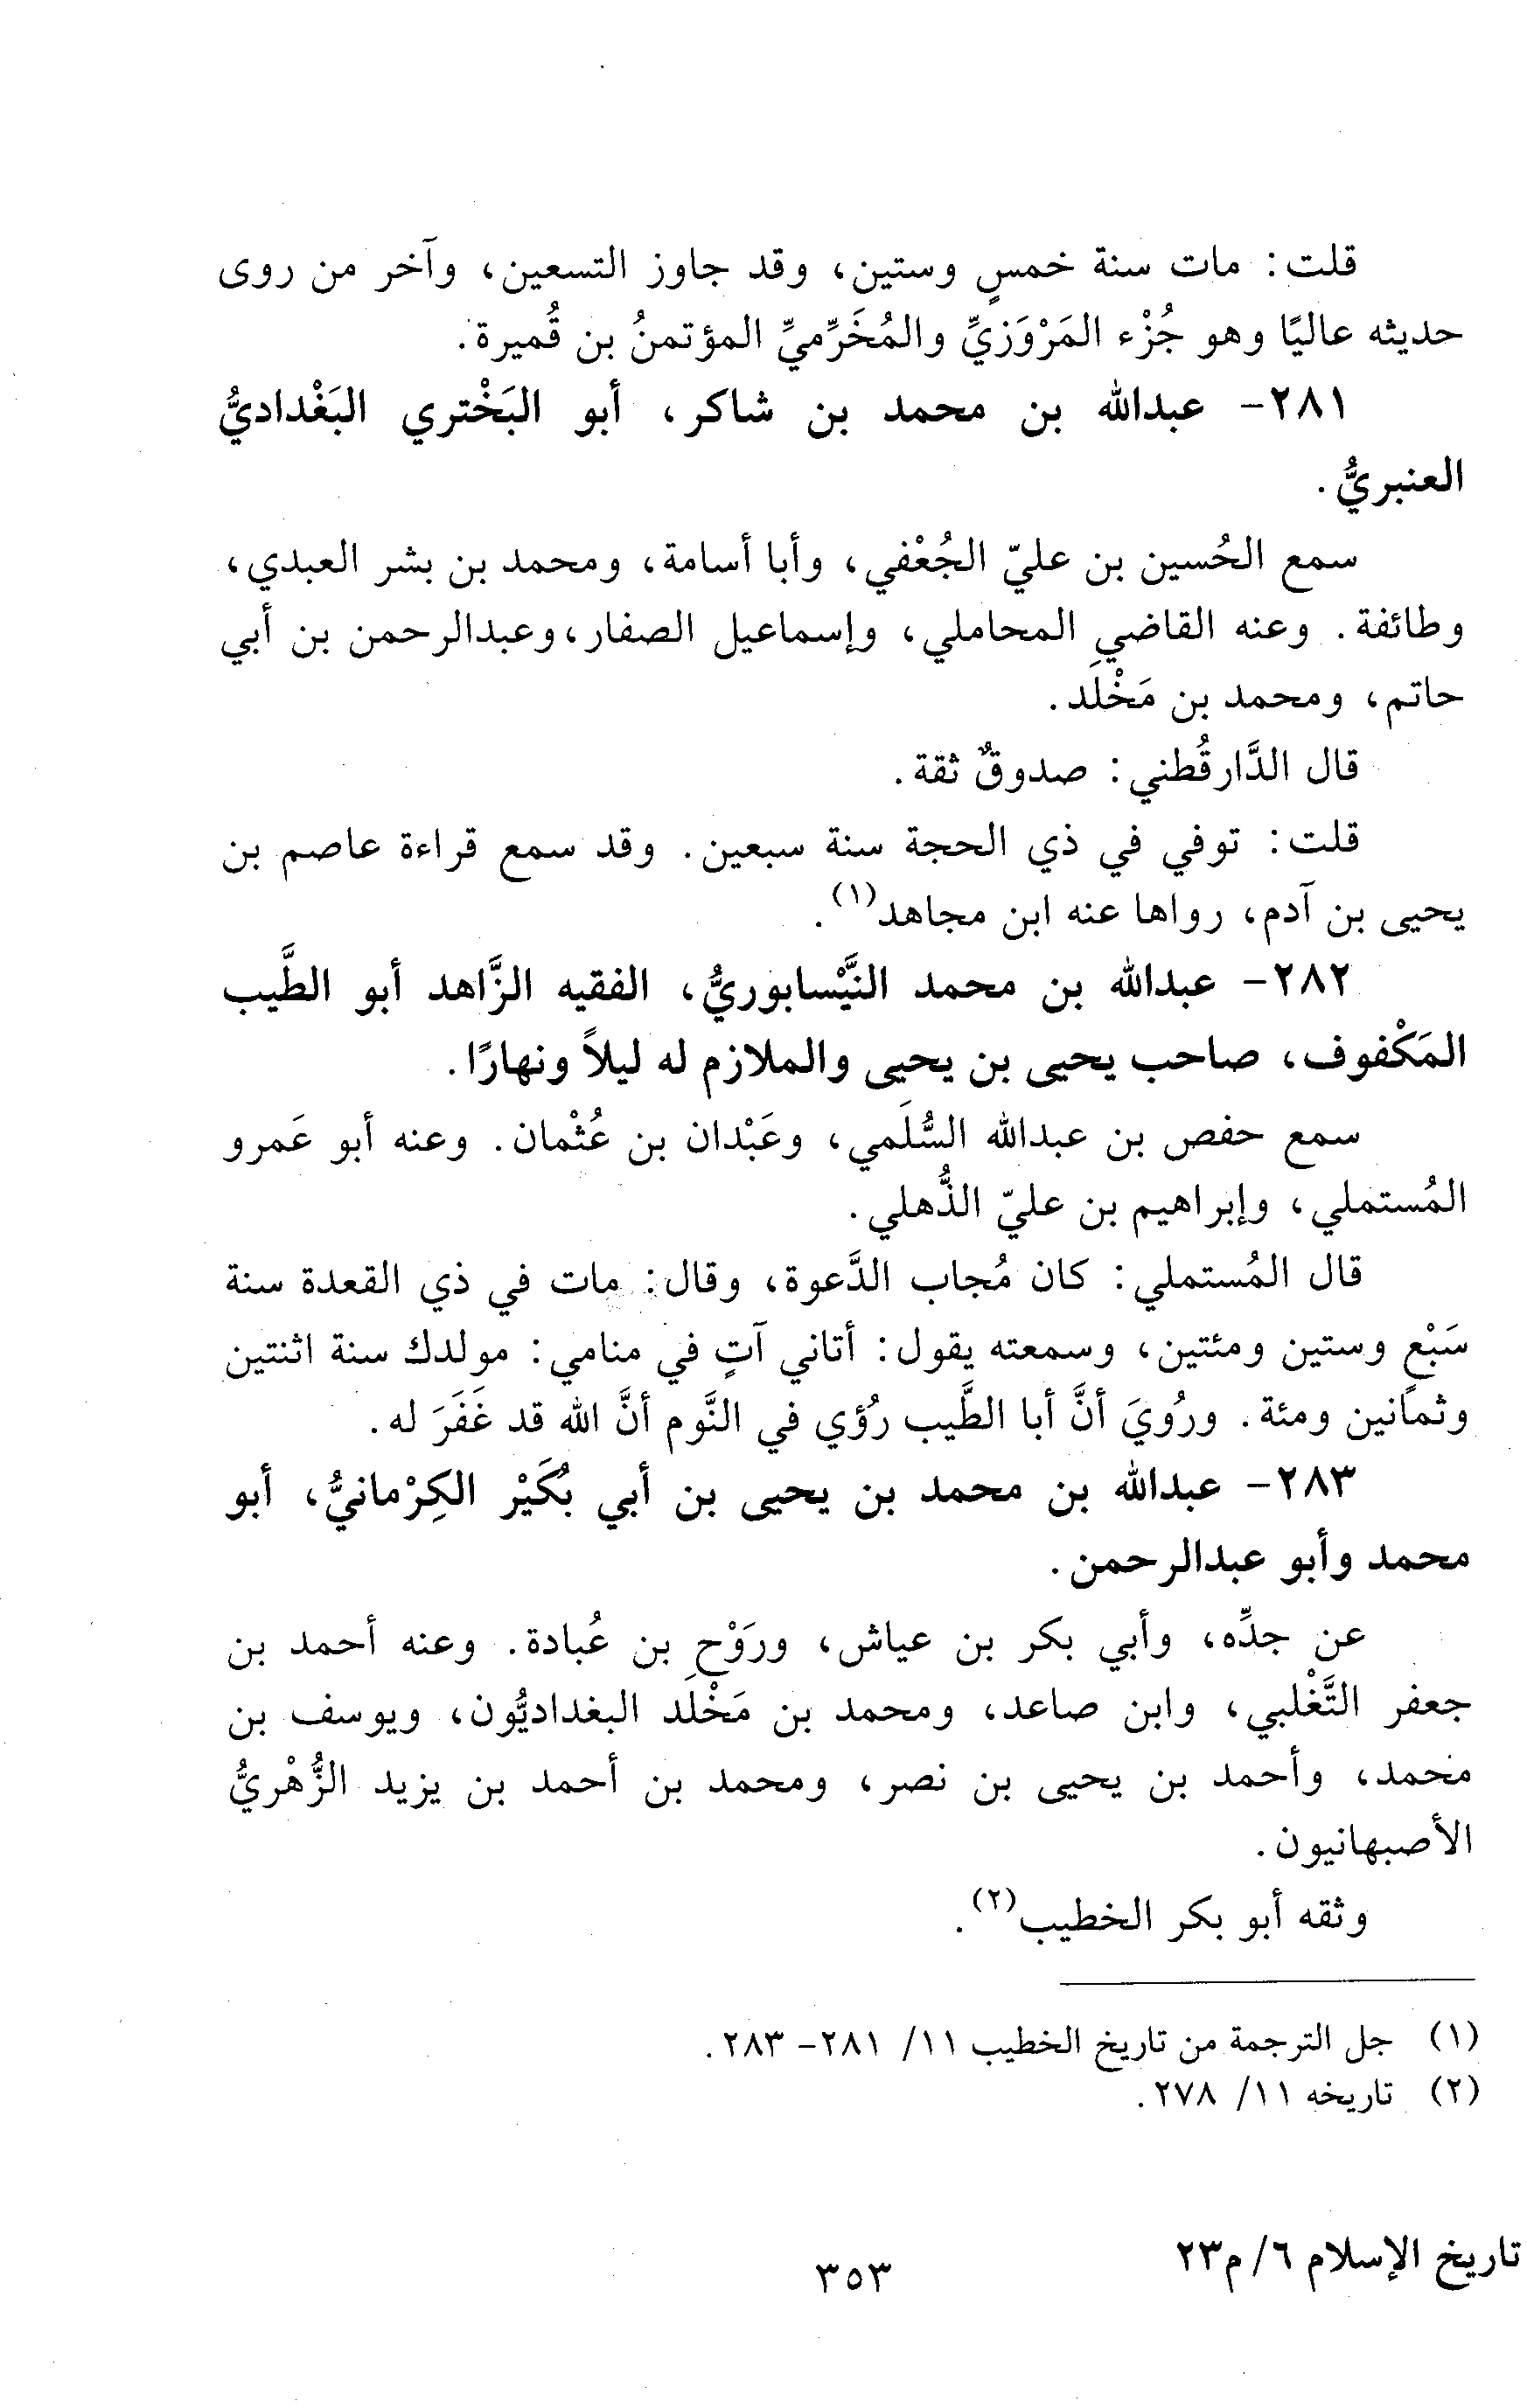 قلت: مات سنة خمسٍ وستين، وقد جاوز التسعين، وآخر من روى
حديثه عاليًا وهو جُزْء المَرْوَزيِّ والمُخَرِّميِّ المؤتمنُ بن قُميرة.
٢٨١- عبدالله بن محمد بن شاكر، أبو البَخْتري البَغْداديُّ
العنبريُّ.
سمع الحُسين بن عليّ الجُعْفي، وأبا أسامة، ومحمد بن بشر العبدي،
وطائفة. وعنه القاضي المحاملي، وإسماعيل الصفار، وعبدالرحمن بن أبي
حاتم، ومحمد بن مَخْلَد.
قال الدَّارقُطني: صدوقٌ ثقة.
قلت: توفي في ذي الحجة سنة سبعين. وقد سمع قراءة عاصم بن
يحيى بن آدم، رواها عنه ابن مجاهد(١).
٢٨٢- عبدالله بن محمد النَّيْسابوريُّ، الفقيه الزَّاهد أبو الطَّيب
المَكْفوف، صاحب يحيى بن يحيى والملازم له ليلاً ونهارًا.
سمع حفص بن عبدالله السُّلَمي، وعَبْدان بن عُثْمان. وعنه أبو عَمرو
المُستملي، وإبراهيم بن عليّ الذُّهلي.
قال المُستملي: كان مُجاب الدَّعوة، وقال: مات في ذي القعدة سنة
سَبْعٍ وستين ومئتين، وسمعته يقول: أتاني آتٍ في منامي: مولدك سنة اثنتين
وثمانين ومئة. ورُويَ أنَّ أبا الطَّيب رُؤي في النَّوم أنَّ الله قد غَفَرَ له.
٢٨٣- عبدالله بن محمد بن يحيى بن أبي بُكَيْر الكِرْمانيُّ، أبو
محمد وأبو عبدالرحمن.
عن جدِّه، وأبي بكر بن عياش، ورَوْحِ بن عُبادة. وعنه أحمد بن
جعفر التَّغْلبي، وابن صاعد، ومحمد بن مَخْلَد البغداديُّون، ويوسف بن
محمد، وأحمد بن يحيى بن نصر، ومحمد بن أحمد بن يزيد الزُّهْريُّ
الأصبهانيون.
وثقه أبو بكر الخطيب(٢).
(١) جل الترجمة من تاريخ الخطيب ١١/ ٢٨١- ٢٨٣.
(٢) تاريخه ١١/ ٢٧٨.
تاريخ الإسلام ٦/ م٢٣
٣٥٣